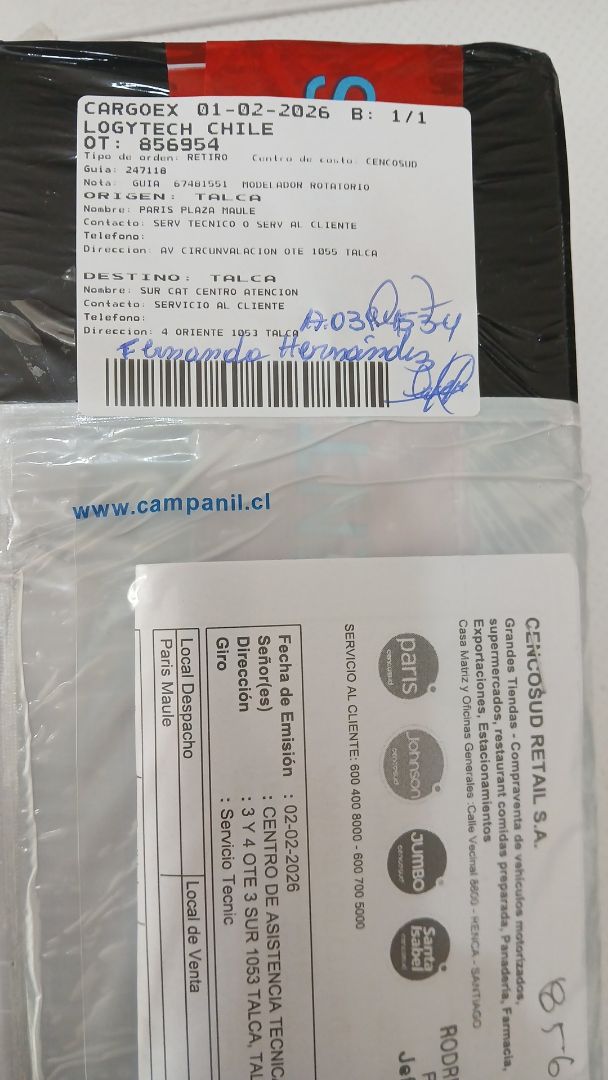 CARGOEX 01-02-2026 B: 1/1
LOGYTECH CHILE
OT: 856954
Tipo de orden: RETIRO Centro de costo: CENCOSUD
Guia: 247118
Nota: GUIA 67481551 MODELADOR ROTATORIO
ORIGEN: TALCA
Nombre: PARIS PLAZA MAULE
Contacto: SERV TECNICO O SERV AL CLIENTE
Telefono:
Direccion: AV CIRCUNVALACION OTE 1055 TALCA
DESTINO: TALCA
Nombre: SUR CAT CENTRO ATENCION
Contacto: SERVICIO AL CLIENTE
Telefono:
Direccion: 4 ORIENTE 1053 TALCA
Fernando Hernández
www.campanil.cl
CENCOSUD RETAIL S.A.
Grandes Tiendas - Compraventa de vehículos motorizados,
supermercados, restaurant comidas preparada, Panadería, Farmacia,
Exportaciones, Estacionamientos
Casa Matriz y Oficinas Generales :Calle Vecinal 8600 - RENCA - SANTIAGO
paris cencosud
Johnson cencosud
JUMBO cencosud
Santa Isabel cencosud
SERVICIO AL CLIENTE: 600 400 8000 - 600 700 5000
856
RODR
Fecha de Emisión : 02-02-2026
Señor(es) : CENTRO DE ASISTENCIA TECNICA
Dirección : 3 Y 4 OTE 3 SUR 1053 TALCA, TAL
Giro : Servicio Tecnic
Local Despacho Local de Venta
Paris Maule